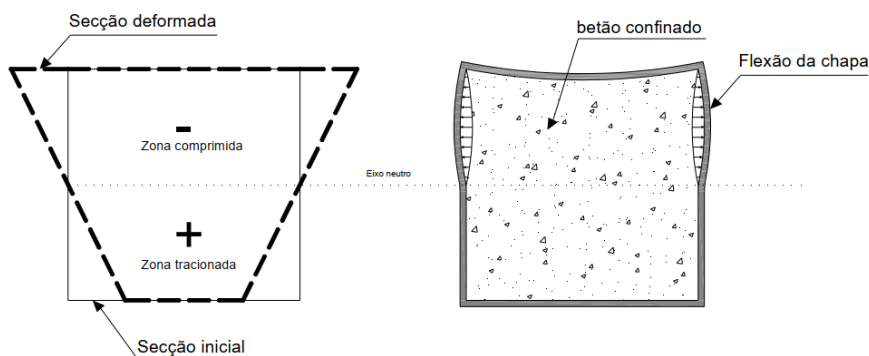 Secção deformada
-
Zona comprimida
+
Zona tracionada
Secção inicial
Eixo neutro
betão confinado
Flexão da chapa